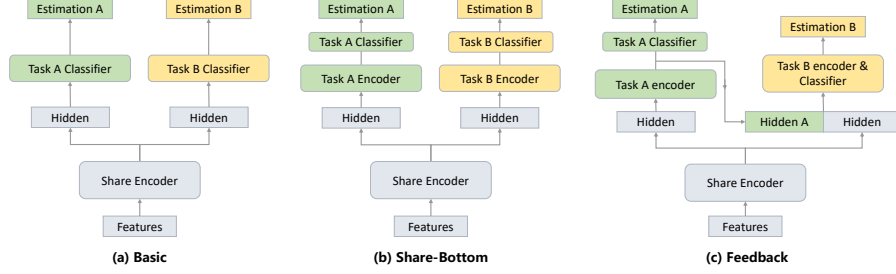 Estimation A
Estimation B
Task A Classifier
Task B Classifier
Hidden
Hidden
Share Encoder
Features
(a) Basic
Estimation A
Estimation B
Task A Classifier
Task B Classifier
Task A Encoder
Task B Encoder
Hidden
Hidden
Share Encoder
Features
(b) Share-Bottom
Estimation A
Estimation B
Task A Classifier
Task A encoder
Task B encoder &
Classifier
Hidden
Hidden A
Hidden
Share Encoder
Features
(c) Feedback